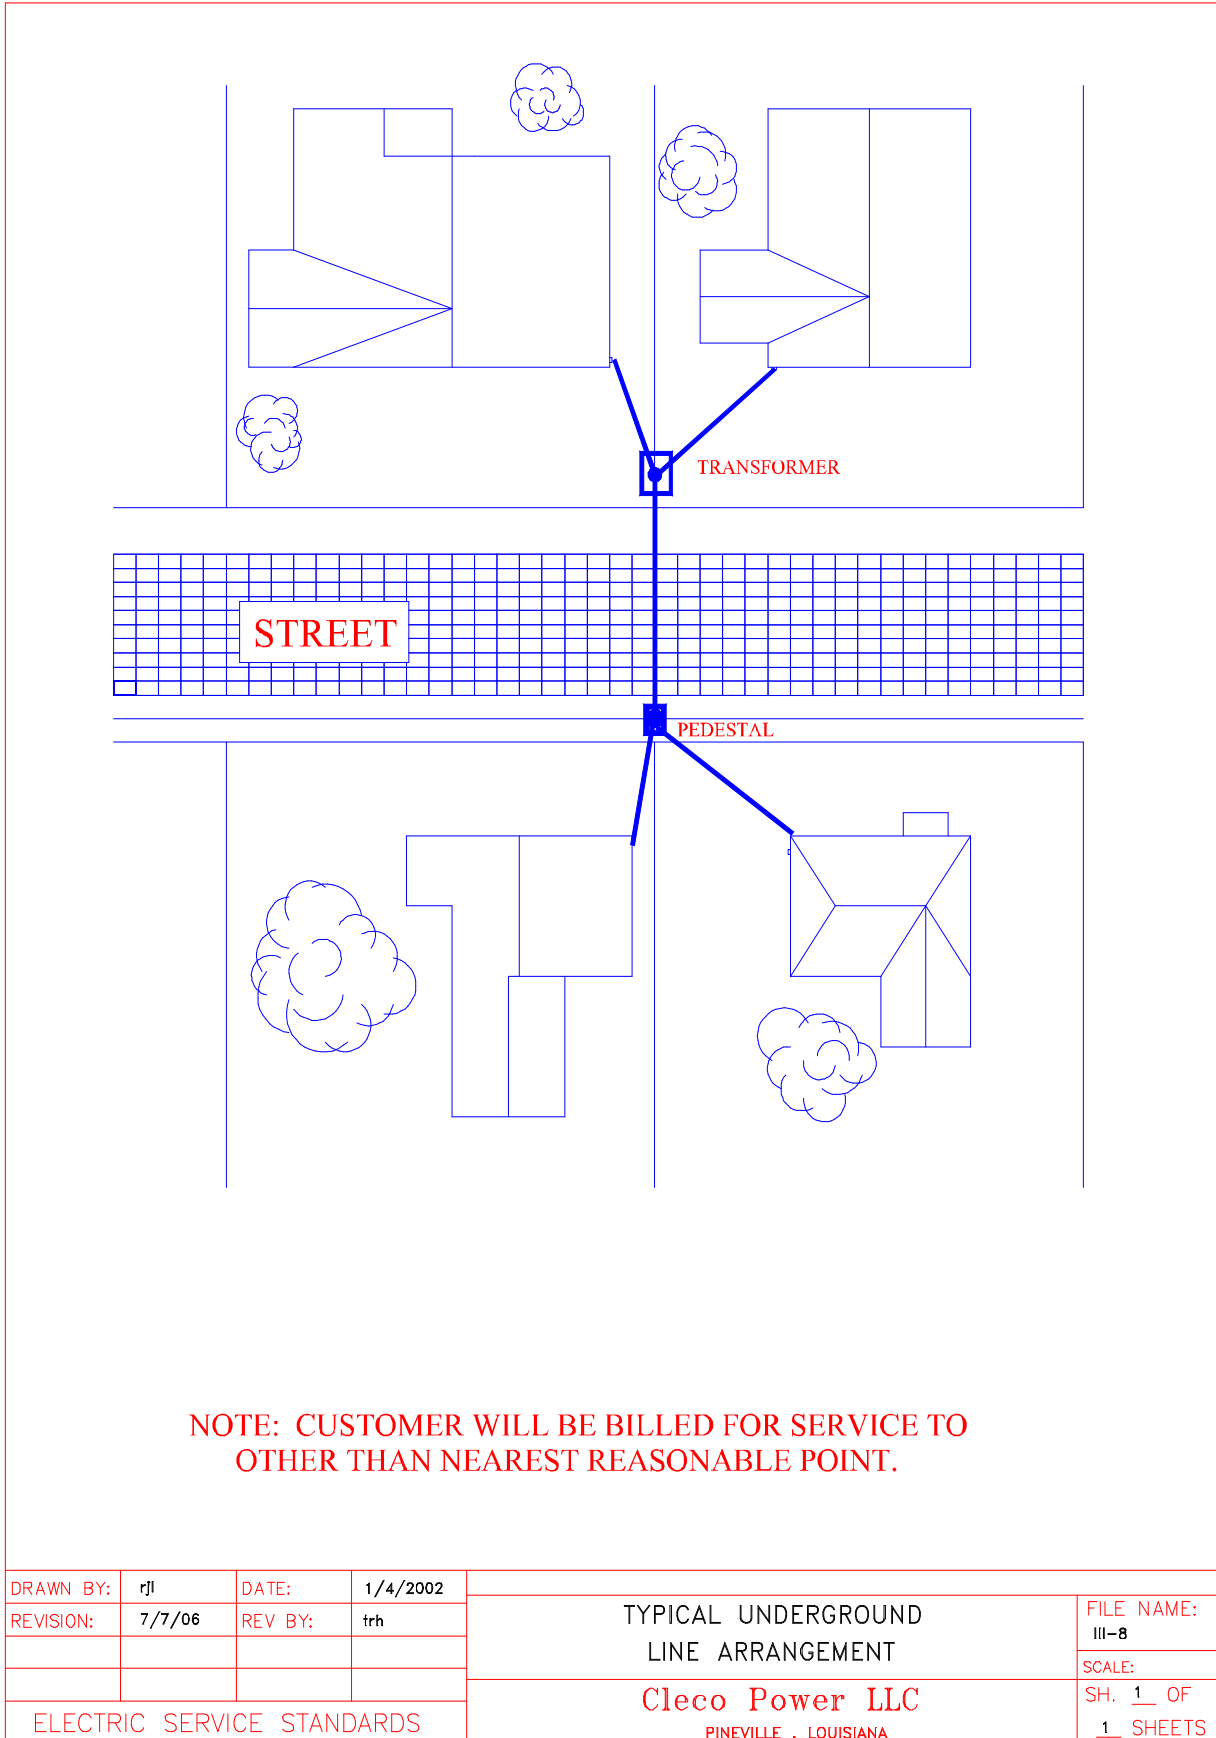 TRANSFORMER
STREET
PEDESTAL
NOTE: CUSTOMER WILL BE BILLED FOR SERVICE TO
OTHER THAN NEAREST REASONABLE POINT.
DRAWN BY: rjl DATE: 1/4/2002
REVISION: 7/7/06 REV BY: trh
ELECTRIC SERVICE STANDARDS
TYPICAL UNDERGROUND
LINE ARRANGEMENT
Cleco Power LLC
PINEVILLE , LOUISIANA
FILE NAME:
III-8
SCALE:
SH. 1 OF
1 SHEETS